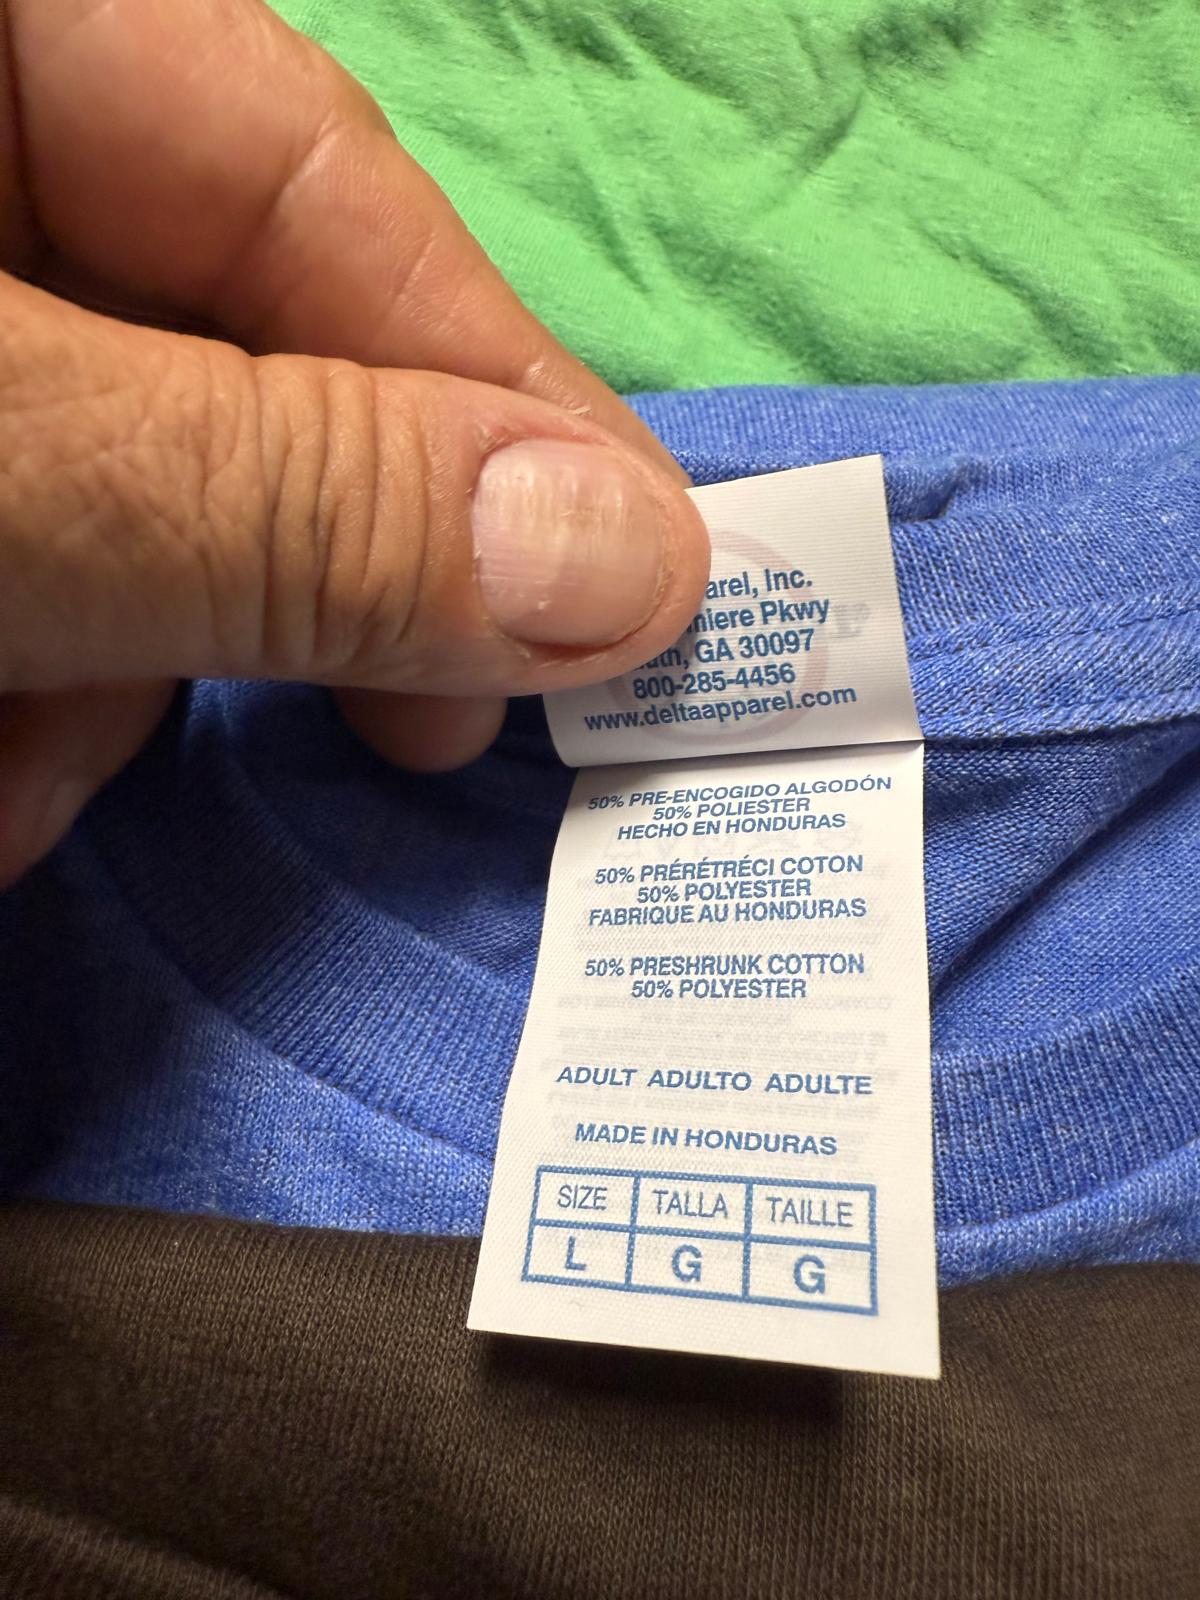 arel, Inc.
Pkwy
GA 30097
800-285-4456
www.deltaapparel.com
50% PRE-ENCOGIDO ALGODÓN
50% POLIESTER
HECHO EN HONDURAS
50% PRÉRÉTRÉCI COTON
50% POLYESTER
FABRIQUE AU HONDURAS
50% PRESHRUNK COTTON
50% POLYESTER
ADULT ADULTO ADULTE
MADE IN HONDURAS
SIZE TALLA TAILLE
L G G